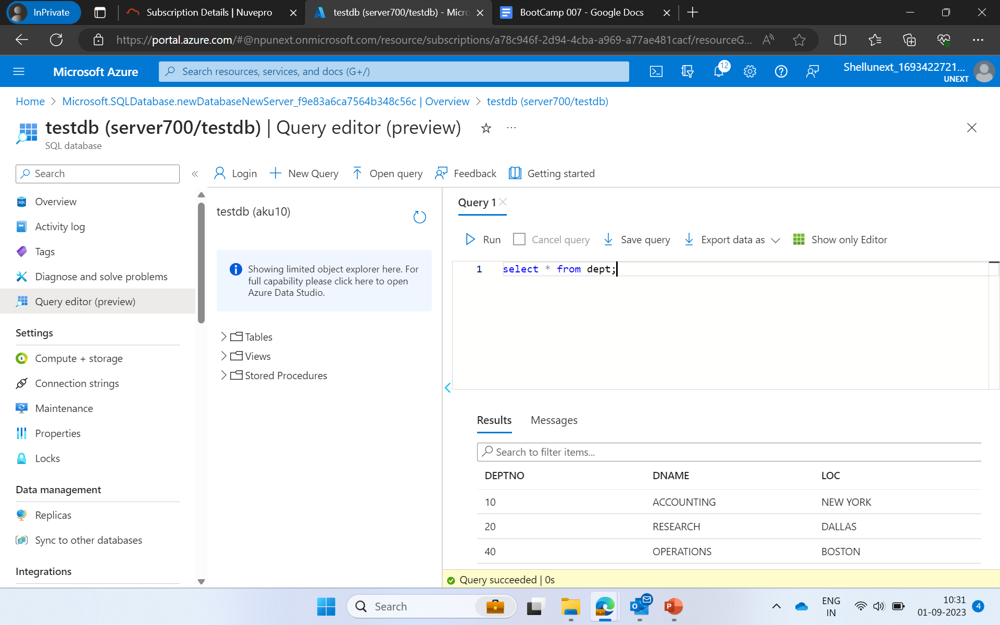 InPrivate
Subscription Details | Nuvepro
testdb (server700/testdb) - Micro
BootCamp 007 - Google Docs
https://portal.azure.com/#@npunext.onmicrosoft.com/resource/subscriptions/a78c946f-2d94-4cba-a969-a77ae481cacf/resourceG...
Microsoft Azure
Search resources, services, and docs (G+/)
12
Shellunext_1693422721...
UNEXT
Home > Microsoft.SQLDatabase.newDatabaseNewServer_f9e83a6ca7564b348c56c | Overview > testdb (server700/testdb)
testdb (server700/testdb) | Query editor (preview)
SQL database
Search
Login
New Query
Open query
Feedback
Getting started
Overview
Activity log
Tags
Diagnose and solve problems
Query editor (preview)
Settings
Compute + storage
Connection strings
Maintenance
Properties
Locks
Data management
Replicas
Sync to other databases
Integrations
testdb (aku10)
Showing limited object explorer here. For
full capability please click here to open
Azure Data Studio.
Tables
Views
Stored Procedures
Query 1
Run
Cancel query
Save query
Export data as
Show only Editor
1 select * from dept;
Results
Messages
Search to filter items...
DEPTNO DNAME LOC
10 ACCOUNTING NEW YORK
20 RESEARCH DALLAS
40 OPERATIONS BOSTON
Query succeeded | 0s
Search
ENG
IN
10:31
01-09-2023
4